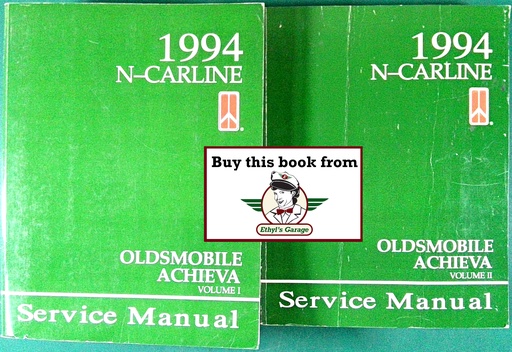 1994
N–CARLINE
OLDSMOBILE
ACHIEVA
VOLUME I
Service Manual
1994
N–CARLINE
OLDSMOBILE
ACHIEVA
VOLUME II
Service Manual
Buy this book from
Ethyl's Garage